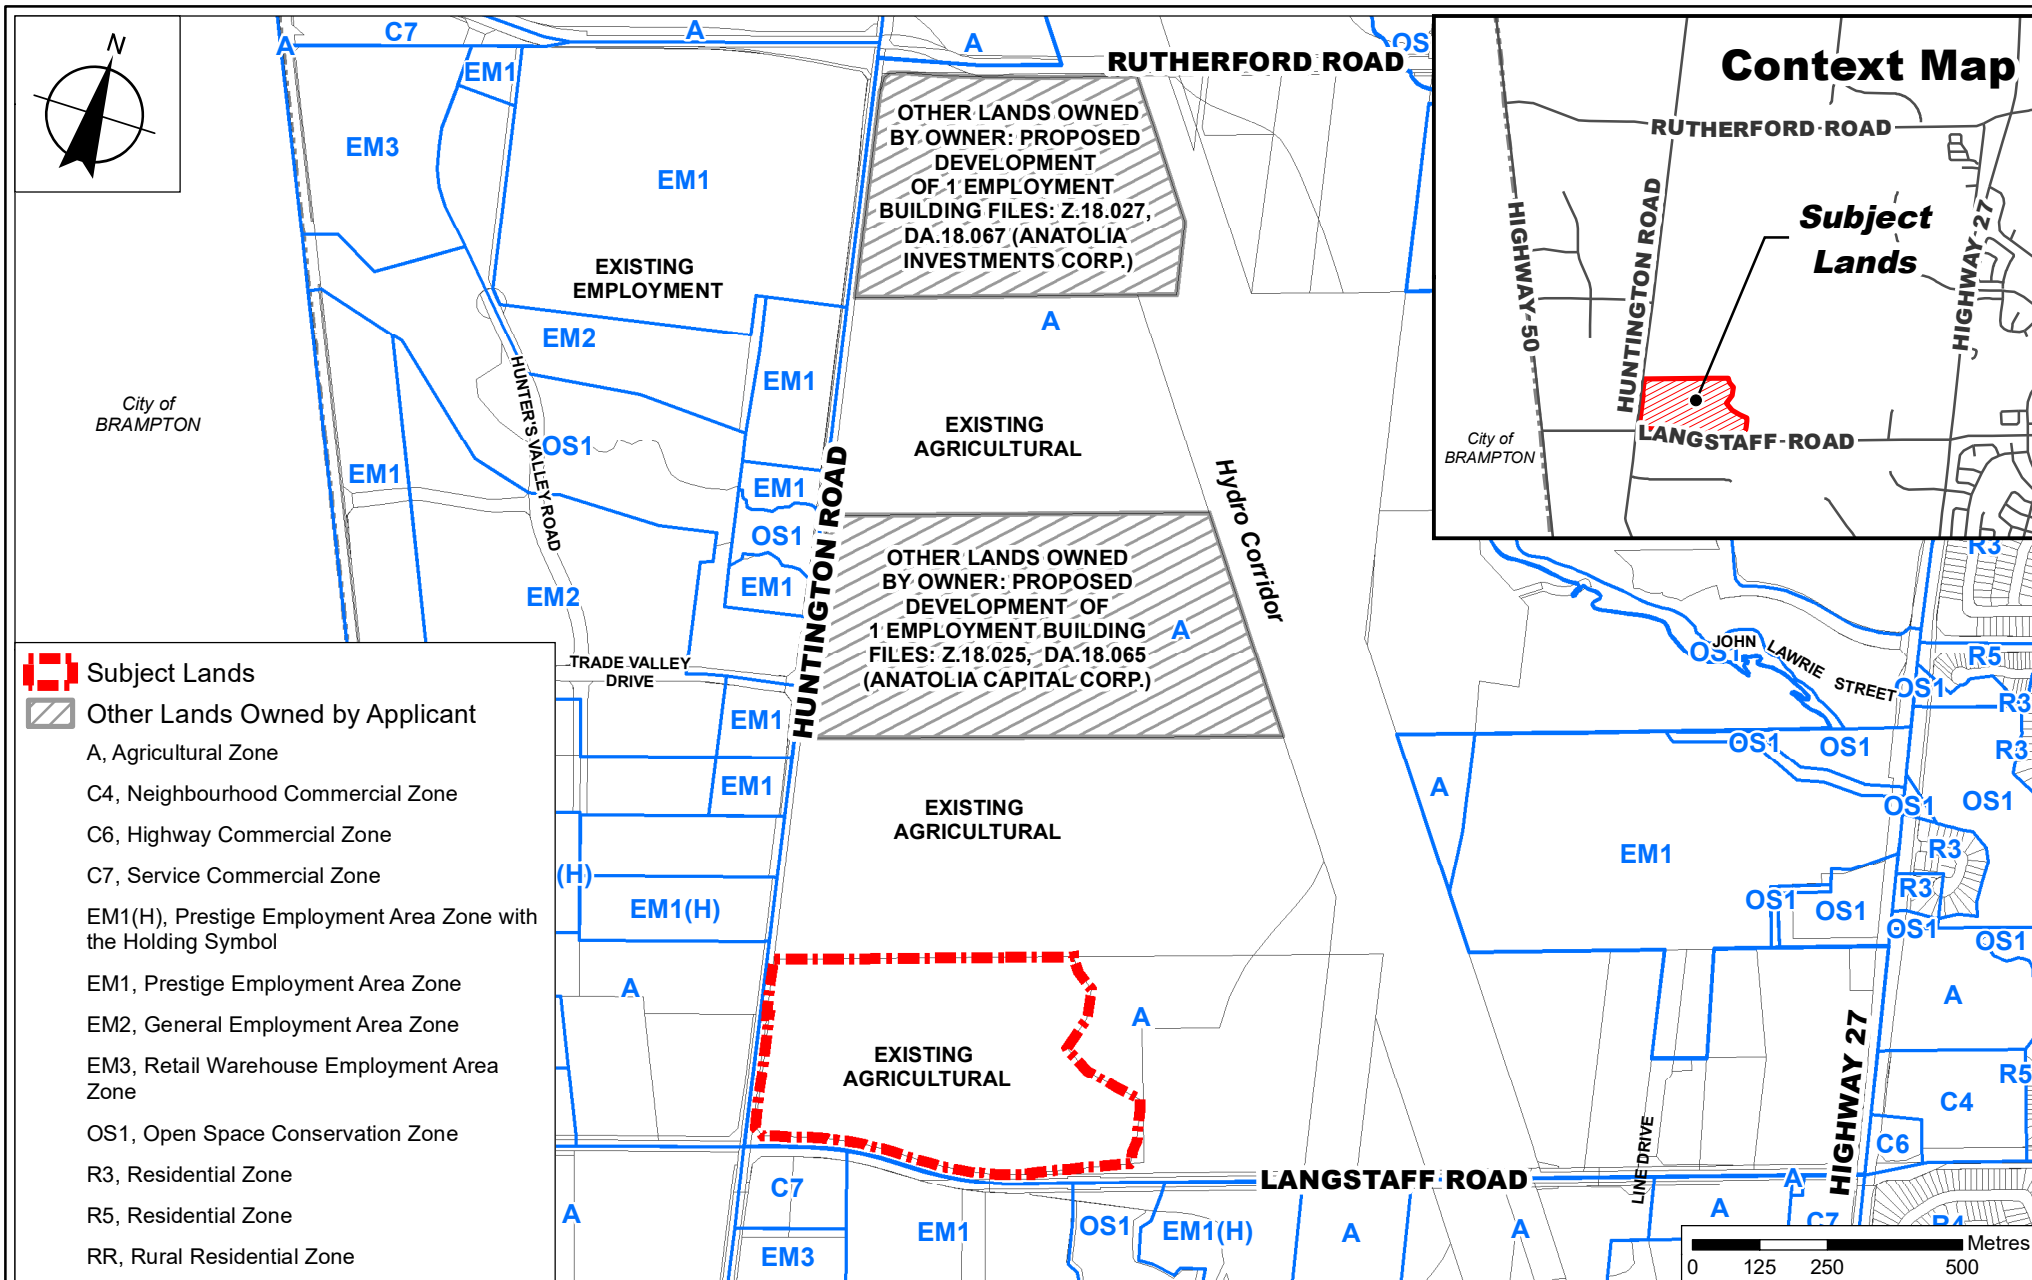 N
C7
A
A
A
OS
RUTHERFORD ROAD
EM1
EM3
EM1
OTHER LANDS OWNED
BY OWNER: PROPOSED
DEVELOPMENT
OF 1 EMPLOYMENT
BUILDING FILES: Z.18.027,
DA.18.067 (ANATOLIA
INVESTMENTS CORP.)
EXISTING
EMPLOYMENT
A
EM2
EM1
HUNTER'S VALLEY ROAD
City of
BRAMPTON
EXISTING
AGRICULTURAL
OS1
EM1
EM1
OS1
EM1
EM2
HUNTINGTON ROAD
Hydro Corridor
OTHER LANDS OWNED
BY OWNER: PROPOSED
DEVELOPMENT OF
1 EMPLOYMENT BUILDING
FILES: Z.18.025, DA.18.065
(ANATOLIA CAPITAL CORP.)
A
TRADE VALLEY
DRIVE
EM1
EM1
EXISTING
AGRICULTURAL
(H)
EM1(H)
A
A
EXISTING
AGRICULTURAL
Context Map
RUTHERFORD ROAD
HIGHWAY 50
HUNTINGTON ROAD
HIGHWAY 27
Subject
Lands
LANGSTAFF ROAD
City of
BRAMPTON
R3
JOHN LAWRIE STREET
OS1
R5
OS1
R3
R3
OS1
OS1
A
OS1
OS1
EM1
R3
R3
OS1
OS1
OS1
OS1
A
HIGHWAY 27
R5
C4
C6
LINE DRIVE
LANGSTAFF ROAD
A
A
C7
EM3
EM1
OS1
EM1(H)
A
A
A
C7
R4
Subject Lands
Other Lands Owned by Applicant
A, Agricultural Zone
C4, Neighbourhood Commercial Zone
C6, Highway Commercial Zone
C7, Service Commercial Zone
EM1(H), Prestige Employment Area Zone with
the Holding Symbol
EM1, Prestige Employment Area Zone
EM2, General Employment Area Zone
EM3, Retail Warehouse Employment Area
Zone
OS1, Open Space Conservation Zone
R3, Residential Zone
R5, Residential Zone
RR, Rural Residential Zone
Metres
0 125 250 500